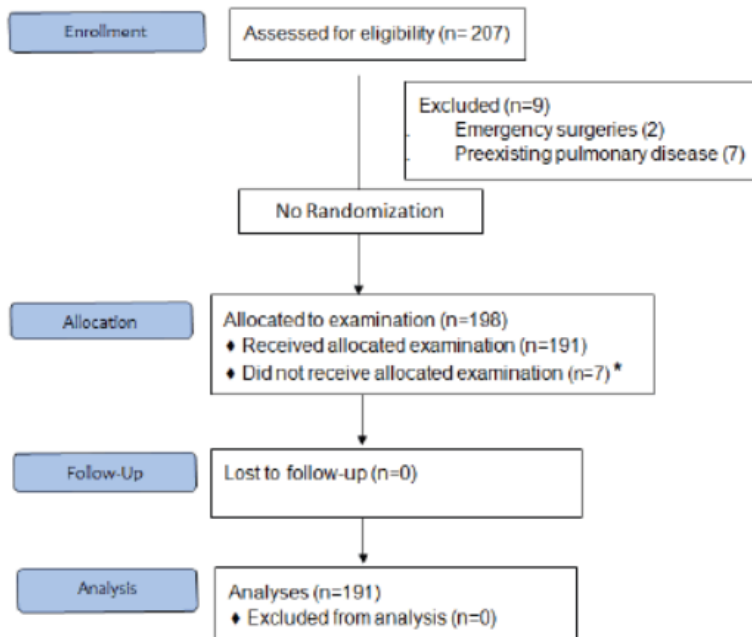 Enrollment
Assessed for eligibility (n= 207)
Excluded (n=9)
Emergency surgeries (2)
Preexisting pulmonary disease (7)
No Randomization
Allocation
Allocated to examination (n=198)
♦ Received allocated examination (n=191)
♦ Did not receive allocated examination (n=7) *
Follow-Up
Lost to follow-up (n=0)
Analysis
Analyses (n=191)
♦ Excluded from analysis (n=0)